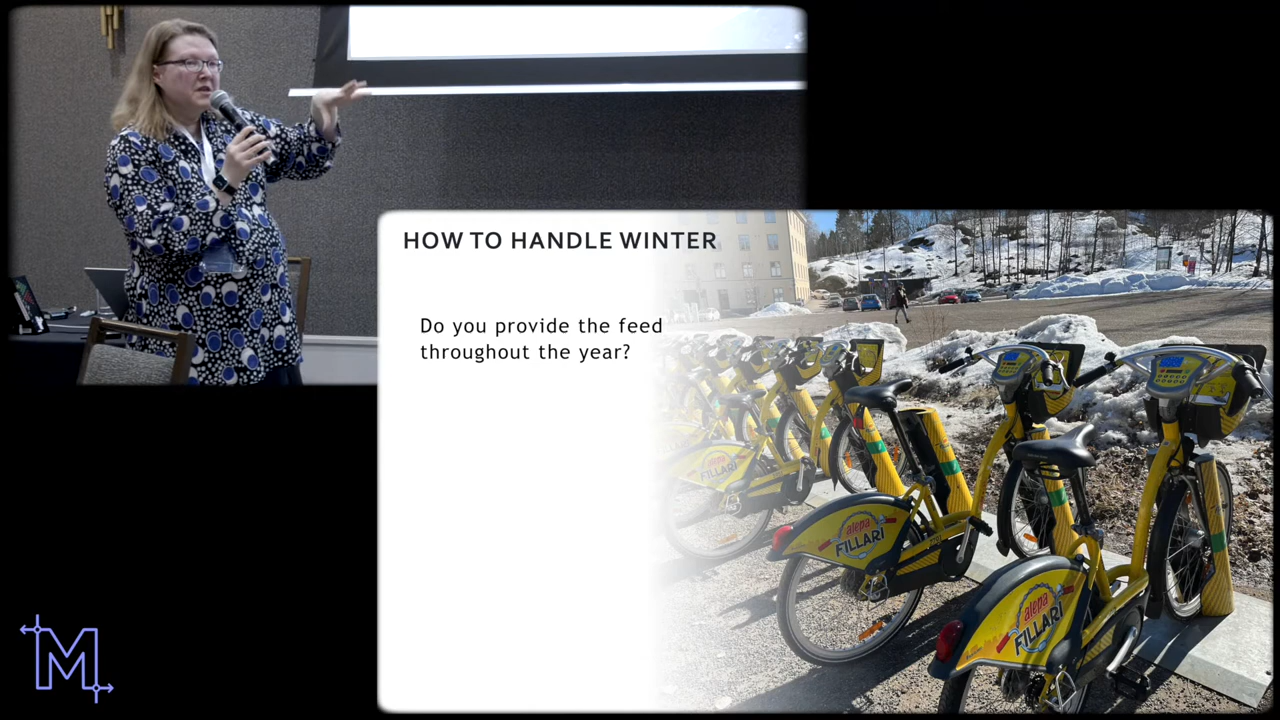 HOW TO HANDLE WINTER
Do you provide the feed
throughout the year?
alepa
FILLARI
alepa
FILLARI
alepa
FILLARI
M